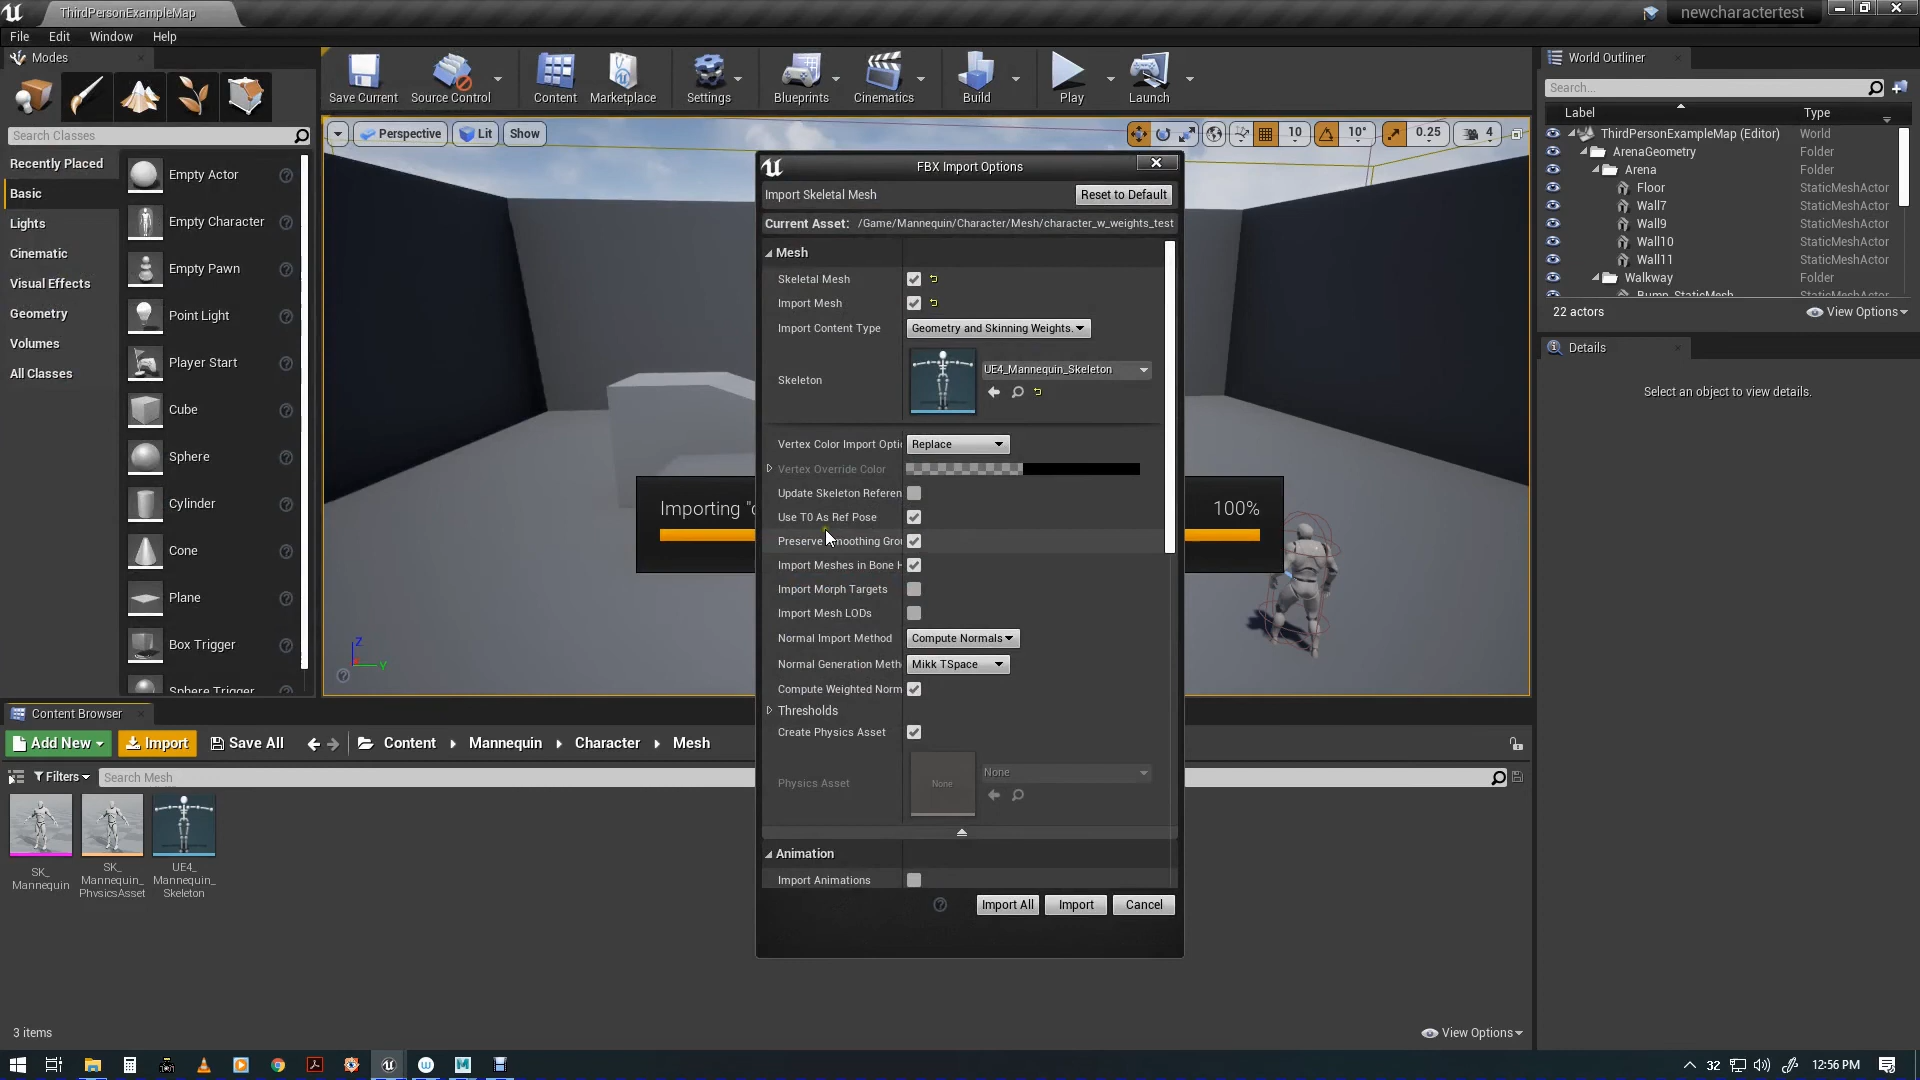 ThirdPersonExampleMap
newcharactertest
File
Edit
Window
Help
Modes
Search Classes
Recently Placed
Basic
Lights
Cinematic
Visual Effects
Geometry
Volumes
All Classes
Empty Actor
Empty Character
Empty Pawn
Point Light
Player Start
Cube
Sphere
Cylinder
Cone
Plane
Box Trigger
Sphere Trigger
Save Current
Source Control
Content
Marketplace
Settings
Blueprints
Cinematics
Build
Play
Launch
Perspective
Lit
Show
10
10°
0.25
4
Importing "c
100%
Z
Y
FBX Import Options
Import Skeletal Mesh
Reset to Default
Current Asset: /Game/Mannequin/Character/Mesh/character_w_weights_test
Mesh
Skeletal Mesh
Import Mesh
Import Content Type
Geometry and Skinning Weights.
Skeleton
UE4_Mannequin_Skeleton
Vertex Color Import Opti
Replace
Vertex Override Color
Update Skeleton Referen
Use T0 As Ref Pose
Preserve Smoothing Grou
Import Meshes in Bone H
Import Morph Targets
Import Mesh LODs
Normal Import Method
Compute Normals
Normal Generation Meth
Mikk TSpace
Compute Weighted Norm
Thresholds
Create Physics Asset
Physics Asset
None
None
Animation
Import Animations
Import All
Import
Cancel
World Outliner
Search...
Label
Type
ThirdPersonExampleMap (Editor)
World
ArenaGeometry
Folder
Arena
Folder
Floor
StaticMeshActor
Wall7
StaticMeshActor
Wall9
StaticMeshActor
Wall10
StaticMeshActor
Wall11
StaticMeshActor
Walkway
Folder
Bump_StaticMesh
StaticMeshActor
22 actors
View Options
Details
Select an object to view details.
Content Browser
Add New
Import
Save All
Content
Mannequin
Character
Mesh
Filters
Search Mesh
SK_
Mannequin
SK_
Mannequin_
PhysicsAsset
UE4_
Mannequin_
Skeleton
3 items
View Options
32
12:56 PM